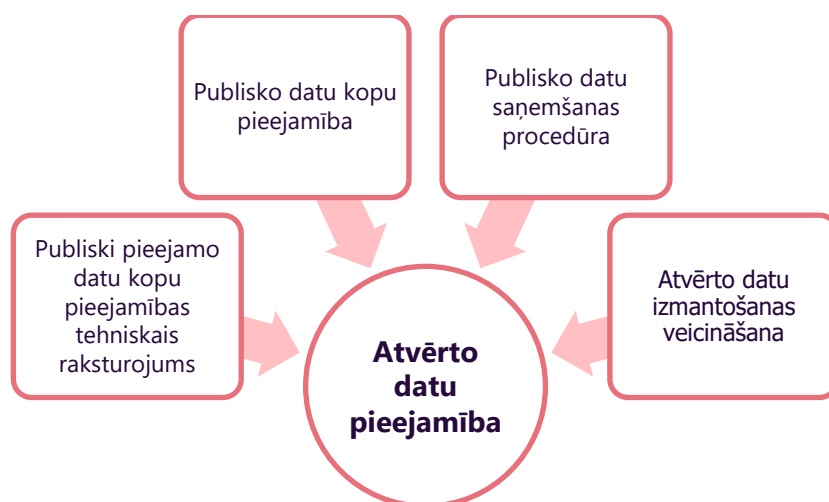 Publisko datu kopu
pieejamība
Publisko datu
saņemšanas
procedūra
Publiski pieejamo
datu kopu
pieejamības
tehniskais
raksturojums
Atvērto datu
izmantošanas
veicināšana
Atvērto
datu
pieejamība